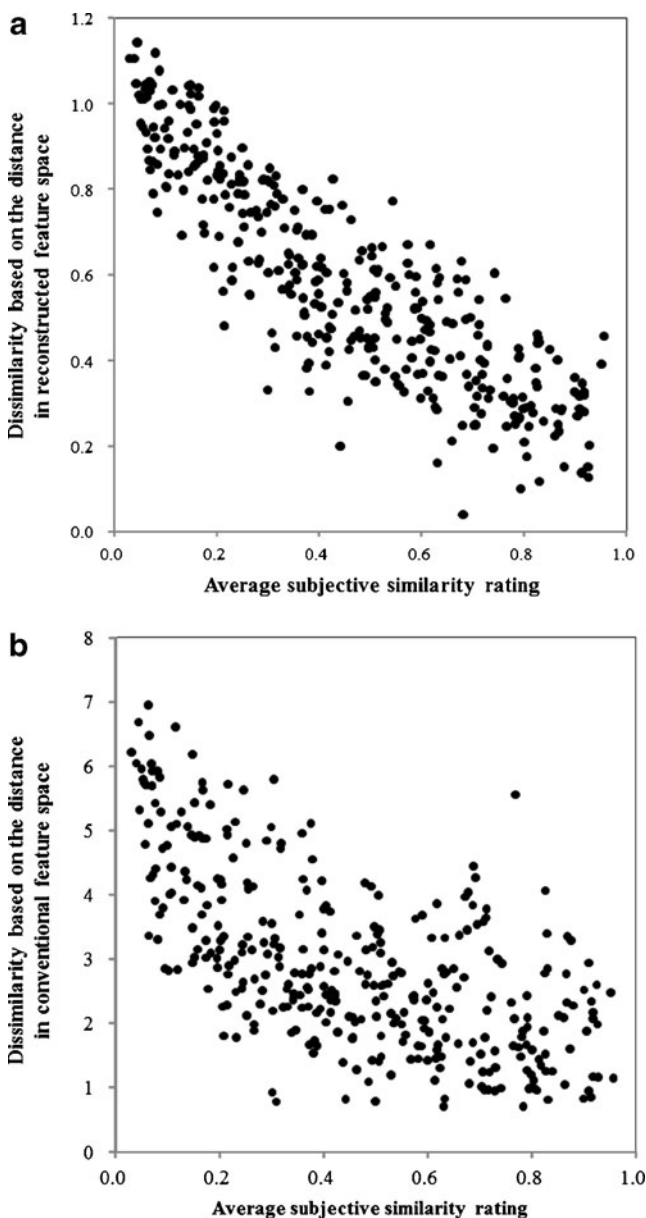 a
1.2
1.0
0.8
0.6
0.4
0.2
0.0
Dissimilarity based on the distance
in reconstructed feature space
0.0 0.2 0.4 0.6 0.8 1.0
Average subjective similarity rating
b
8
7
6
5
4
3
2
1
0
Dissimilarity based on the distance
in conventional feature space
0.0 0.2 0.4 0.6 0.8 1.0
Average subjective similarity rating